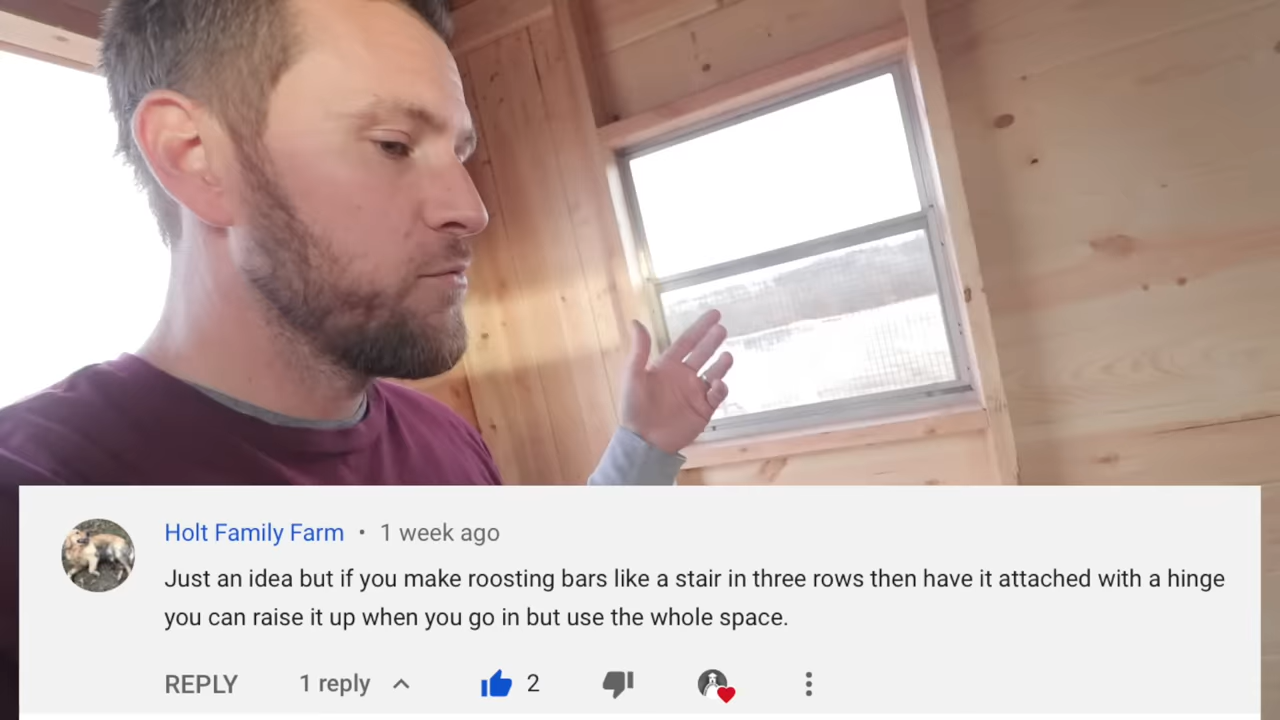 Holt Family Farm • 1 week ago
Just an idea but if you make roosting bars like a stair in three rows then have it attached with a hinge
you can raise it up when you go in but use the whole space.
REPLY 1 reply 2